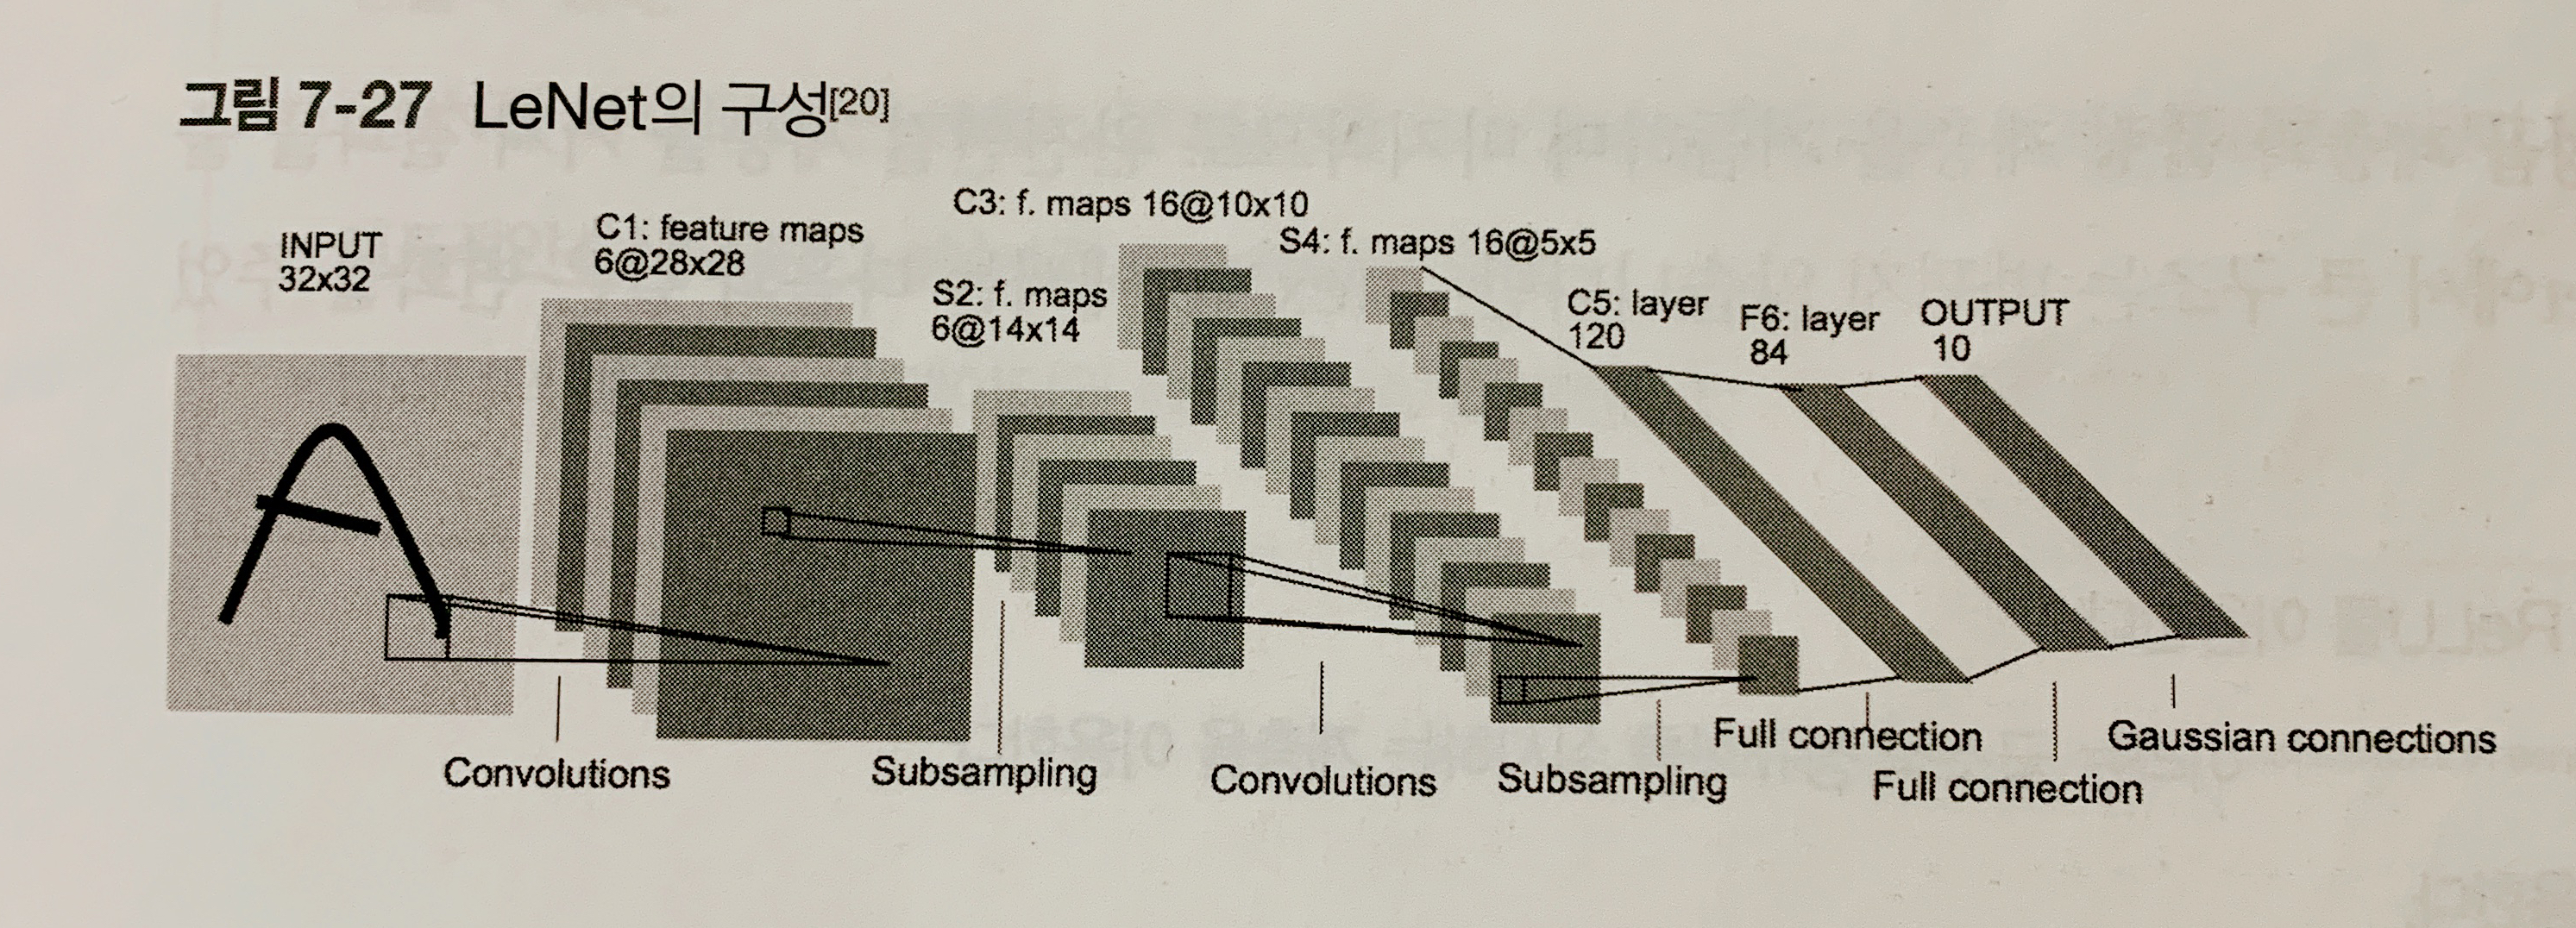 그림 7-27 LeNet의 구성[20]
INPUT
32x32
C1: feature maps
6@28x28
S2: f. maps
6@14x14
C3: f. maps 16@10x10
S4: f. maps 16@5x5
C5: layer
120
F6: layer
84
OUTPUT
10
Convolutions
Subsampling
Convolutions
Subsampling
Full connection
Full connection
Gaussian connections